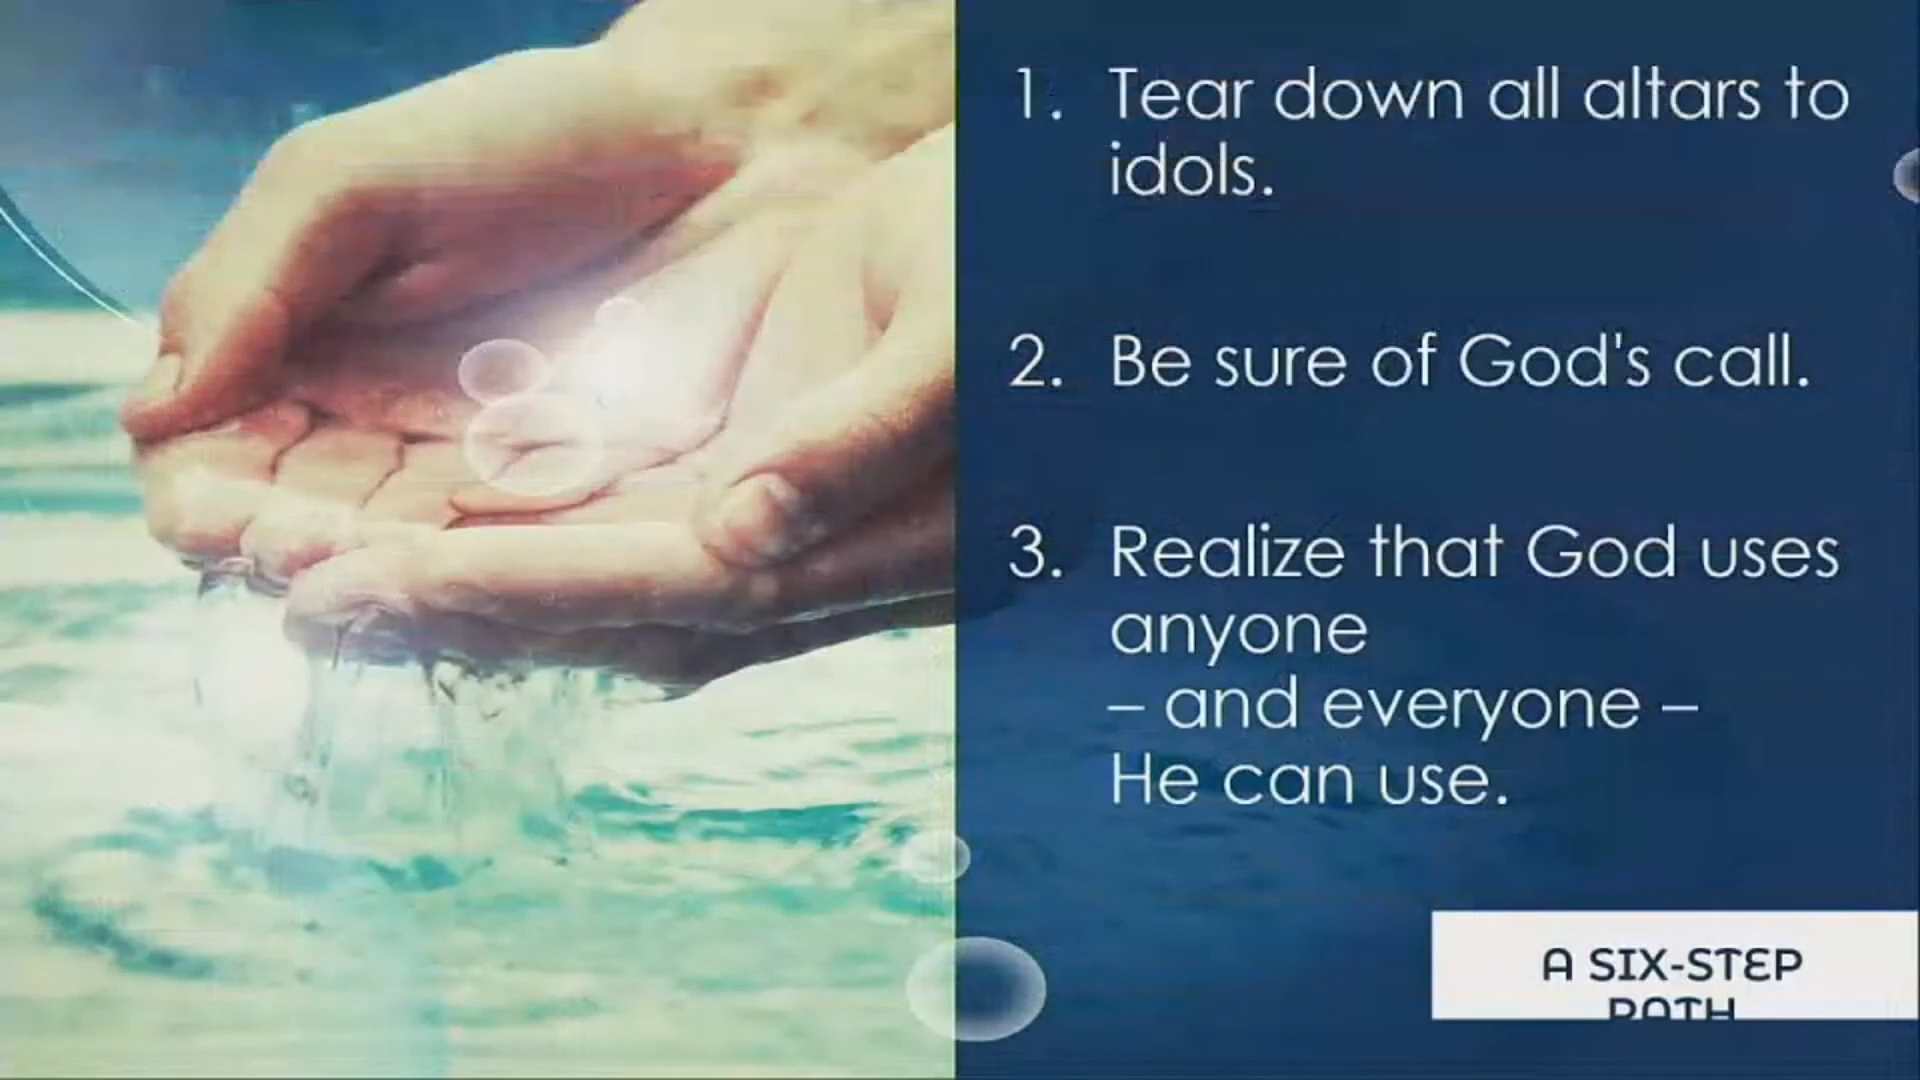 1. Tear down all altars to
idols.
2. Be sure of God's call.
3. Realize that God uses
anyone
– and everyone –
He can use.
A SIX-STEP
PATH